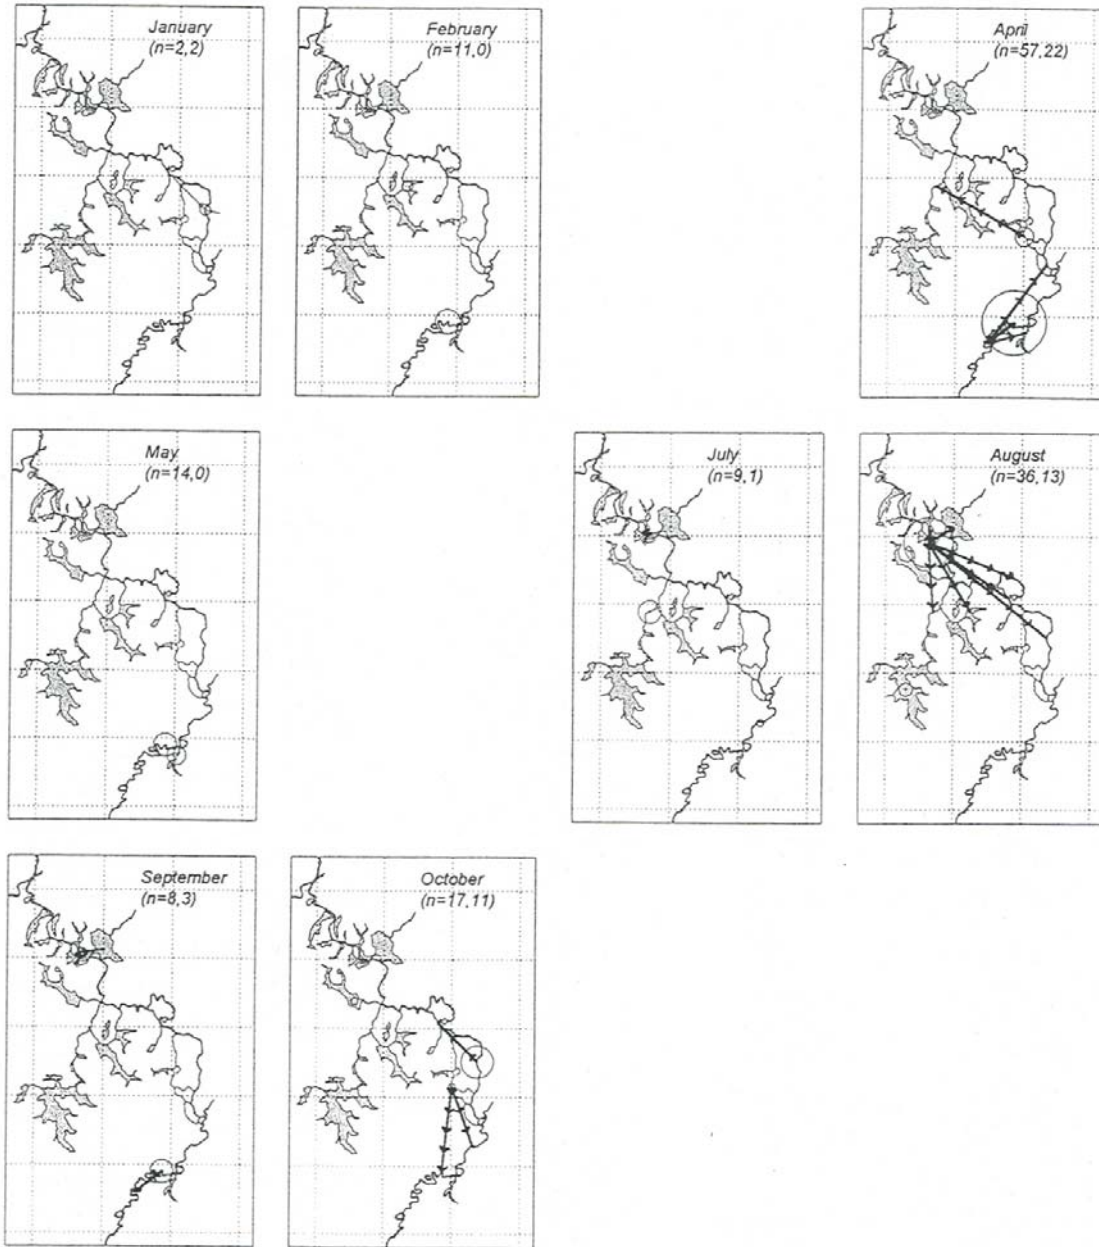 January
(n=2,2)
February
(n=11,0)
April
(n=57,22)
May
(n=14,0)
July
(n=9,1)
August
(n=36,13)
September
(n=8,3)
October
(n=17,11)